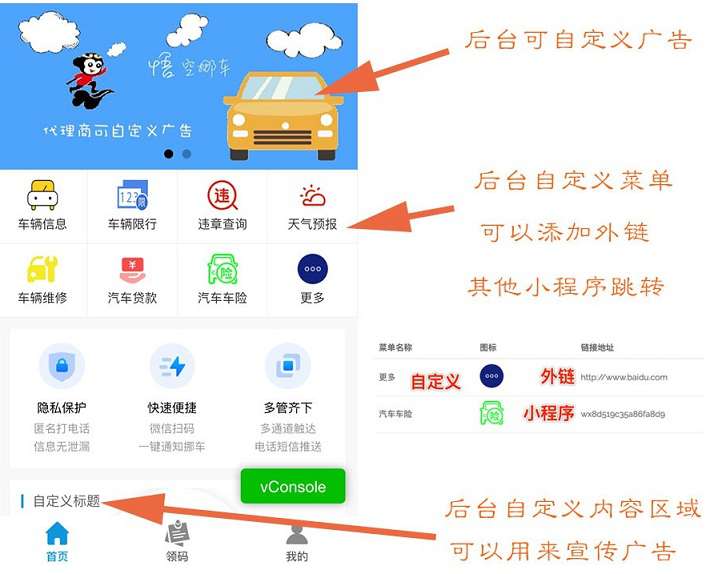 后台可自定义广告
悟空挪车
代理商可自定义广告
车辆信息
车辆限行
违章查询
天气预报
123
限
违
后台自定义菜单
可以添加外链
其他小程序跳转
车辆维修
汽车贷款
汽车车险
更多
险
菜单名称
图标
链接地址
更多
自定义
外链
http://www.baidu.com
汽车车险
险
小程序
wx8d519c35a86fa8d9
隐私保护
快速便捷
多管齐下
匿名打电话
微信扫码
多通道触达
信息无泄漏
一键通知挪车
电话短信推送
vConsole
自定义标题
后台自定义内容区域
可以用来宣传广告
首页
领码
我的